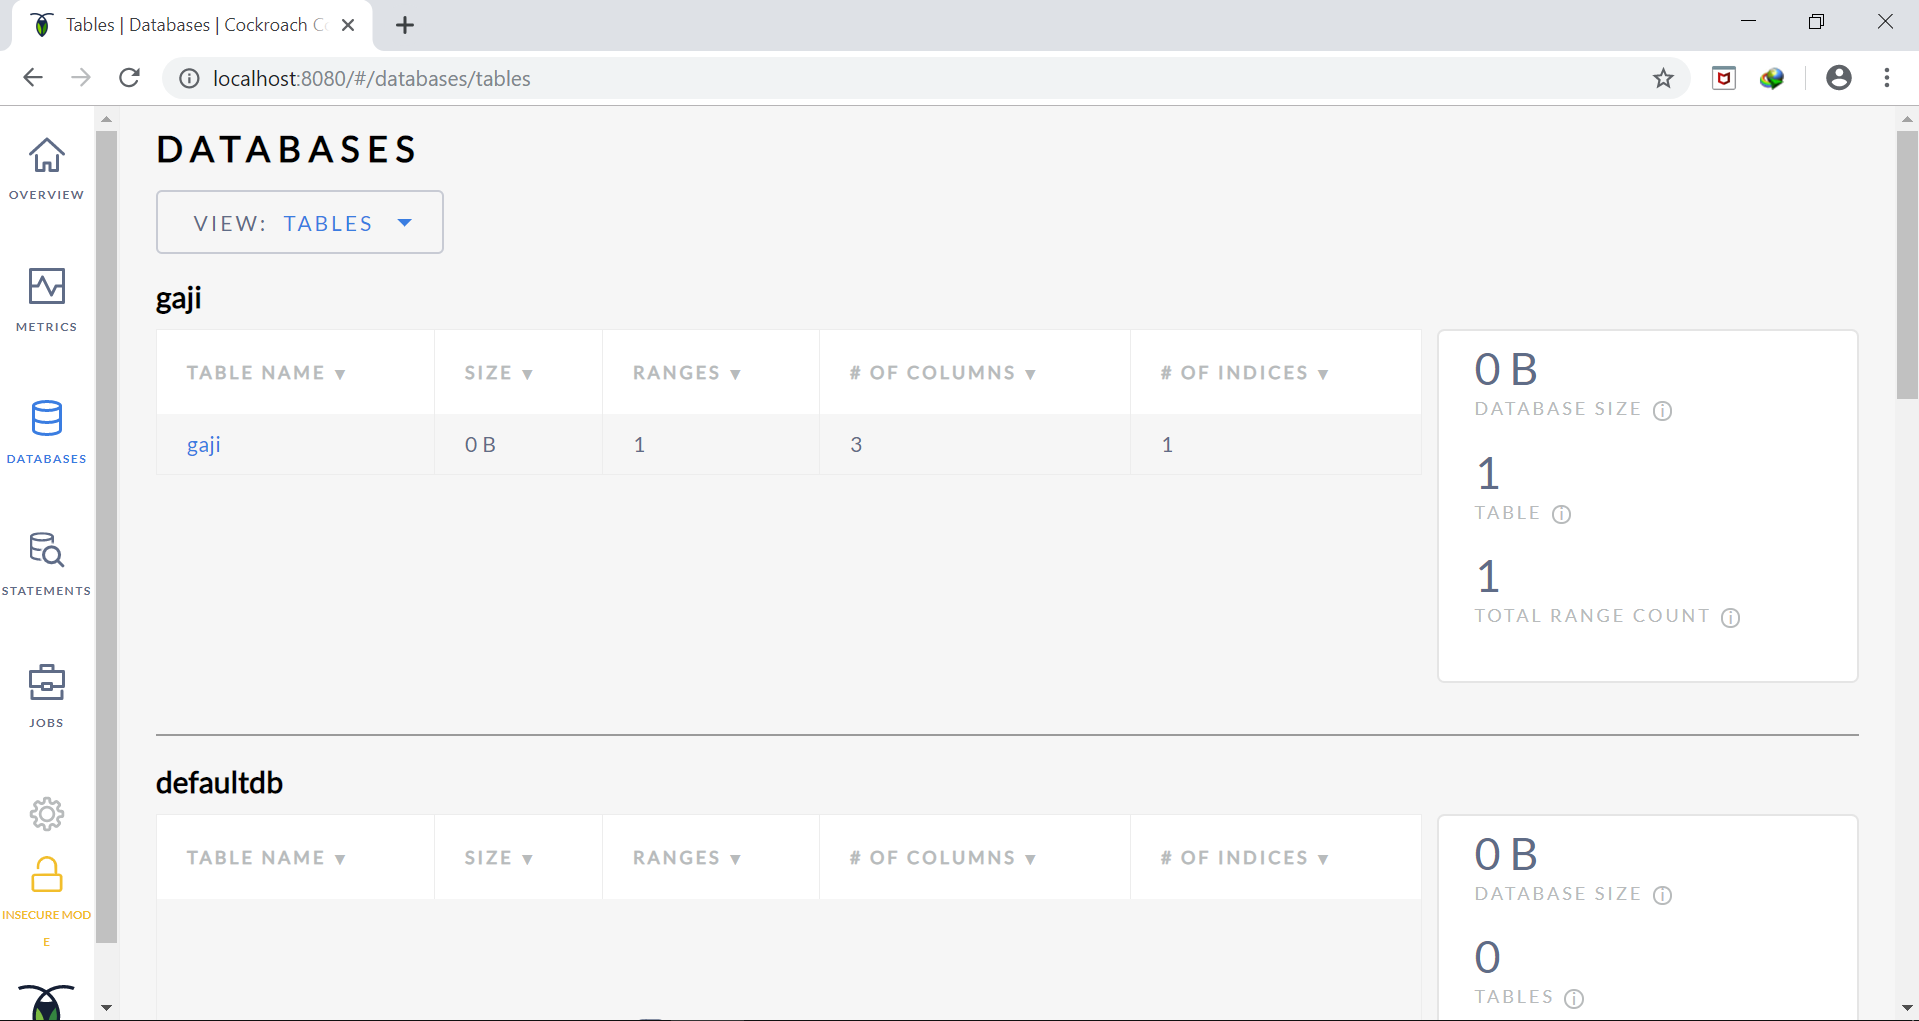 Tables | Databases | Cockroach C
localhost:8080/#/databases/tables
OVERVIEW
METRICS
DATABASES
STATEMENTS
JOBS
INSECURE MOD
E
DATABASES
VIEW: TABLES
gaji
TABLE NAME SIZE RANGES # OF COLUMNS # OF INDICES
gaji 0 B 1 3 1
0 B
DATABASE SIZE
1
TABLE
1
TOTAL RANGE COUNT
defaultdb
TABLE NAME SIZE RANGES # OF COLUMNS # OF INDICES
0 B
DATABASE SIZE
0
TABLES